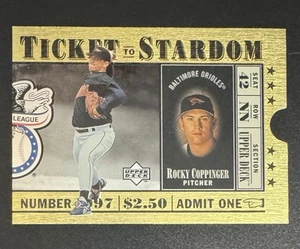 TICKET TO STARDOM
LEAGUE
BALTIMORE ORIOLES
ROCKY COPPINGER
PITCHER
UPPER DECK
SEAT 42
ROW NN
SECTION UPPER DECK
NUMBER 97 $2.50 ADMIT ONE